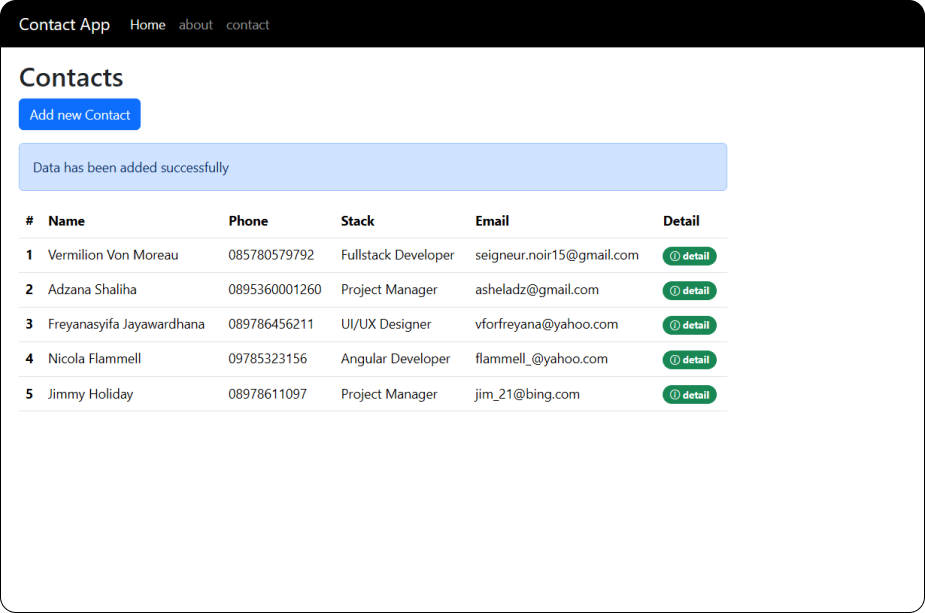 Contact App Home about contact
Contacts
Add new Contact
Data has been added successfully
# Name Phone Stack Email Detail
1 Vermilion Von Moreau 085780579792 Fullstack Developer seigneur.noir15@gmail.com detail
2 Adzana Shaliha 0895360001260 Project Manager asheladz@gmail.com detail
3 Freyanasyifa Jayawardhana 089786456211 UI/UX Designer vforfreyana@yahoo.com detail
4 Nicola Flammell 09785323156 Angular Developer flammell_@yahoo.com detail
5 Jimmy Holiday 08978611097 Project Manager jim_21@bing.com detail